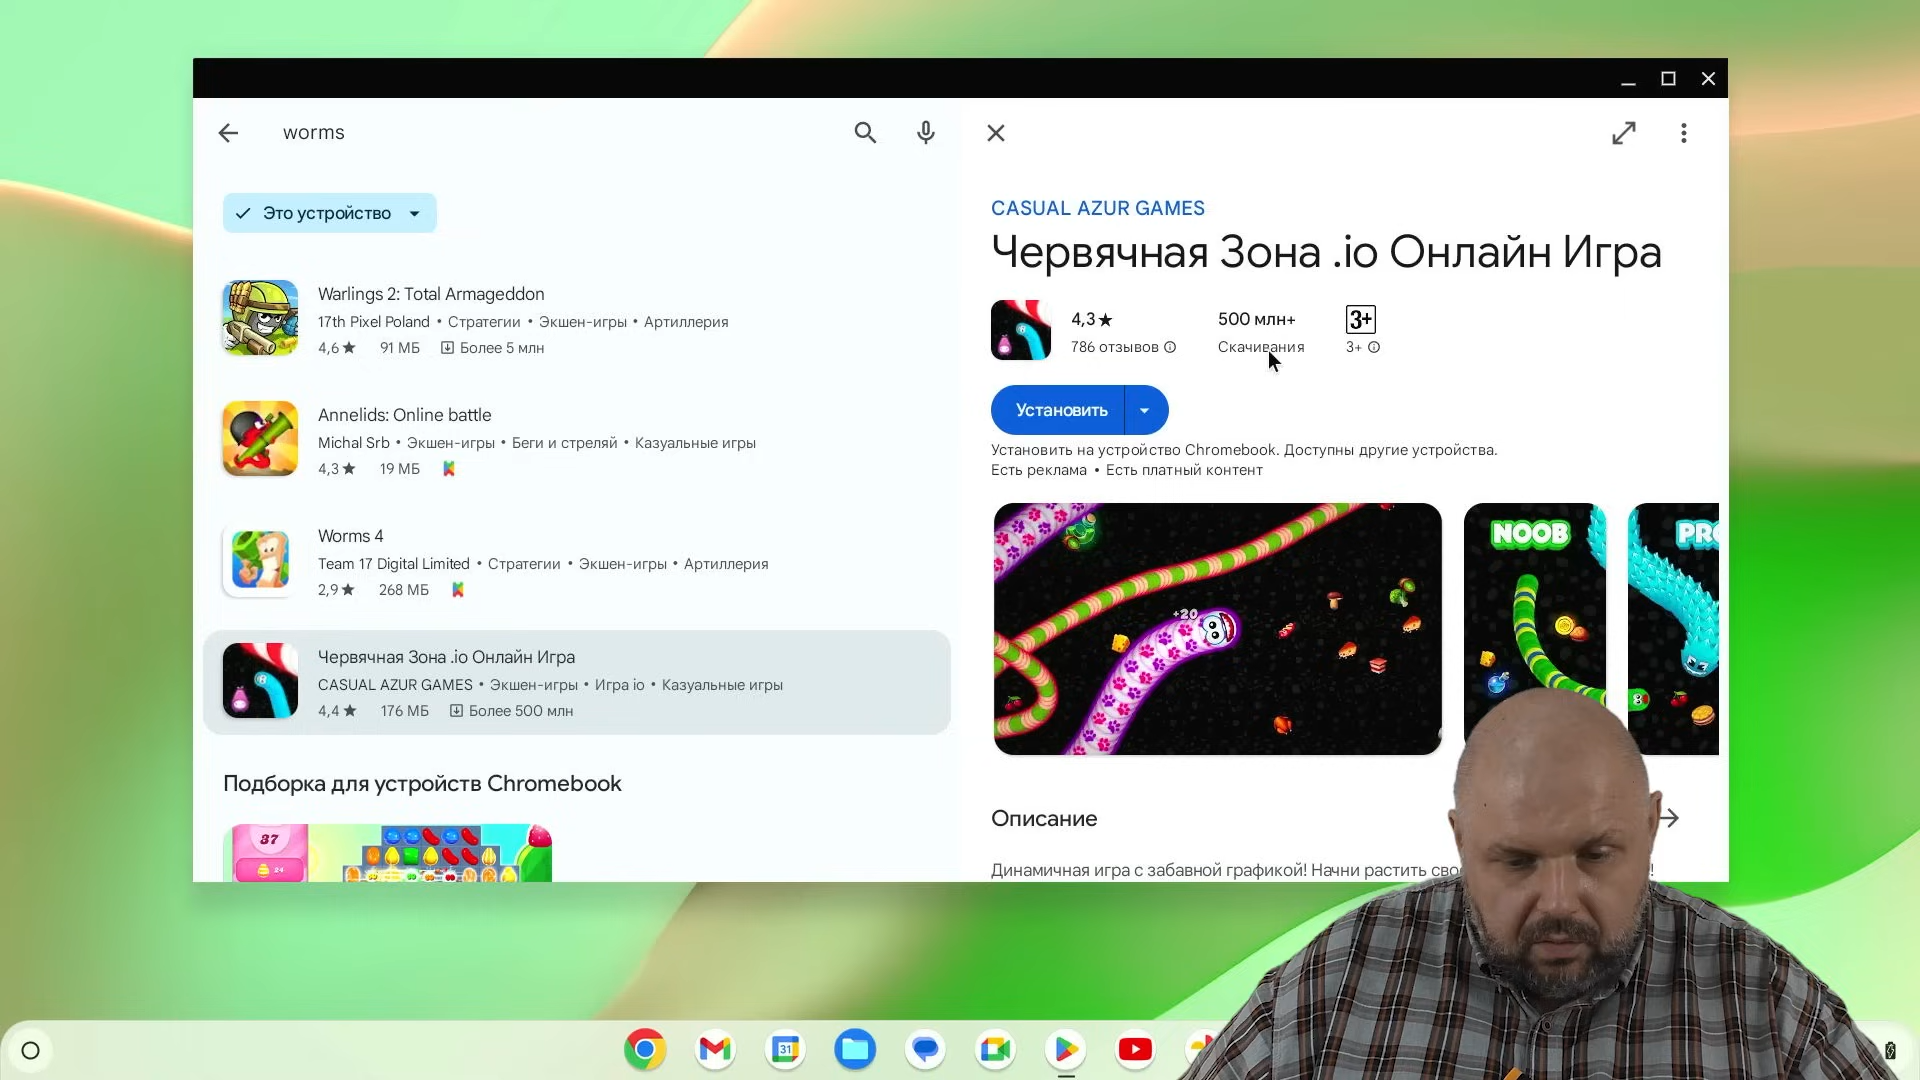 worms
Это устройство
Warlings 2: Total Armageddon
17th Pixel Poland • Стратегии • Экшен-игры • Артиллерия
4,6★ 91 МБ Более 5 млн
Annelids: Online battle
Michal Srb • Экшен-игры • Беги и стреляй • Казуальные игры
4,3★ 19 МБ
Worms 4
Team 17 Digital Limited • Стратегии • Экшен-игры • Артиллерия
2,9★ 268 МБ
Червячная Зона .io Онлайн Игра
CASUAL AZUR GAMES • Экшен-игры • Игра io • Казуальные игры
4,4★ 176 МБ Более 500 млн
Подборка для устройств Chromebook
37
24
CASUAL AZUR GAMES
Червячная Зона .io Онлайн Игра
4,3★ 500 млн+ 3+
786 отзывов Скачивания 3+
Установить
Установить на устройство Chromebook. Доступны другие устройства.
Есть реклама • Есть платный контент
+20
NOOB
PRO
3
Описание
Динамичная игра с забавной графикой! Начни растить сво
31